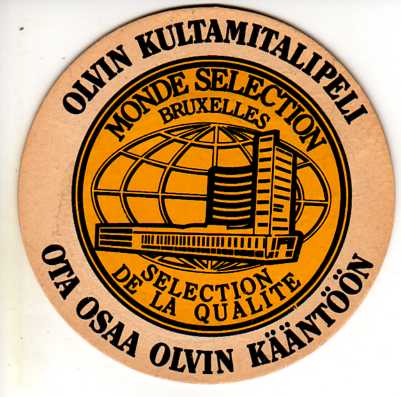 OLVIN KULTAMITALIPELI
MONDE SELECTION
BRUXELLES
SELECTION
DE LA QUALITE
OTA OSAA OLVIN KÄÄNTÖÖN